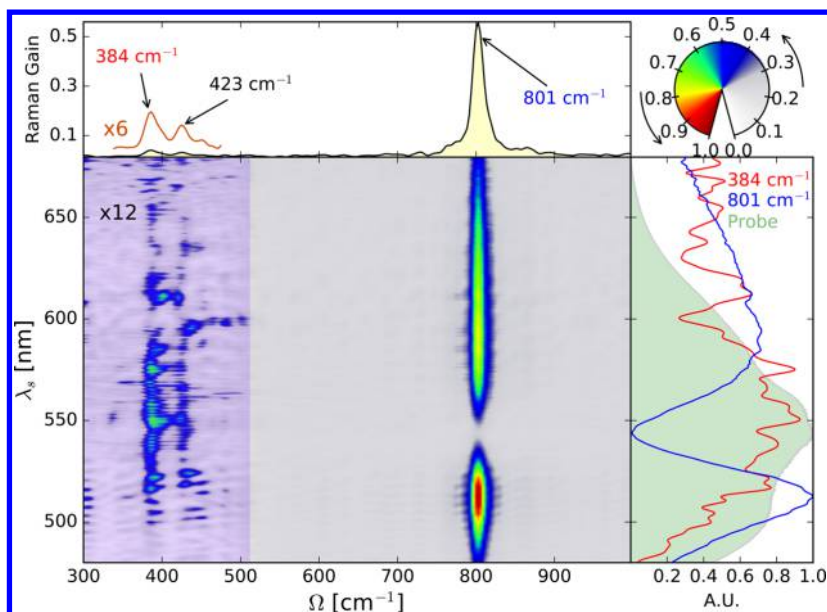 Raman Gain
0.5
0.3
0.1
384 cm⁻¹
423 cm⁻¹
801 cm⁻¹
x6
0.6
0.5
0.4
0.7
0.3
0.8
0.2
0.9
0.1
1.0
0.0
x12
λs [nm]
650
600
550
500
384 cm⁻¹
801 cm⁻¹
Probe
300 400 500 600 700 800 900
Ω [cm⁻¹]
0.2 0.4 0.6 0.8 1.0
A.U.